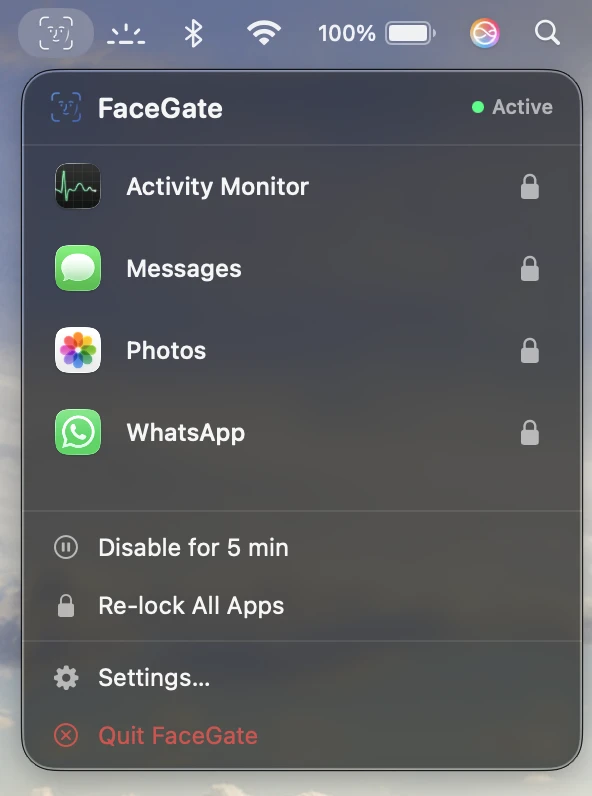 100%
FaceGate
Active
Activity Monitor
Messages
Photos
WhatsApp
Disable for 5 min
Re-lock All Apps
Settings...
Quit FaceGate